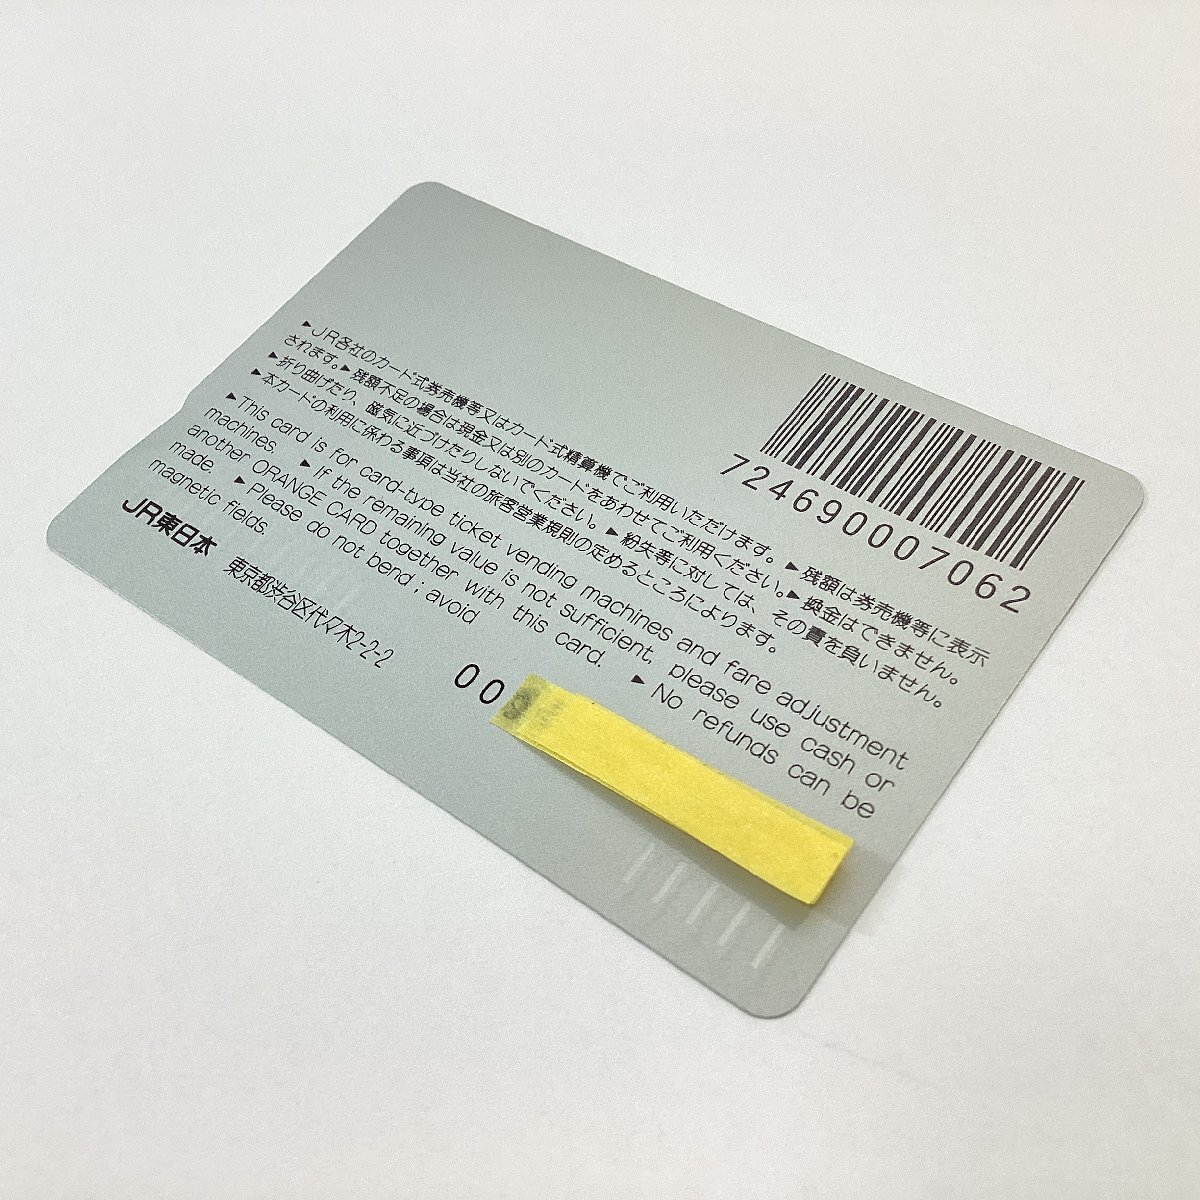 724690007062
▶JR各社のカード式券売機等又はカード式精算機でご利用いただけます。▶残額は券売機等に表示
されます。▶残額不足の場合は現金又は別のカードをあわせてご利用ください。▶換金はできません。
▶折り曲げたり、磁気に近づけたりしないでください。▶紛失等に対しては、その責を負いません。
▶本カードの利用に係わる事項は当社の旅客営業規則の定めるところによります。
▶This card is for card-type ticket vending machines and fare adjustment
machines. ▶If the remaining value is not sufficient, please use cash or
another ORANGE CARD together with this card. ▶No refunds can be
made. ▶Please do not bend; avoid
magnetic fields.
JR東日本 東京都渋谷区代々木2-2-2
00